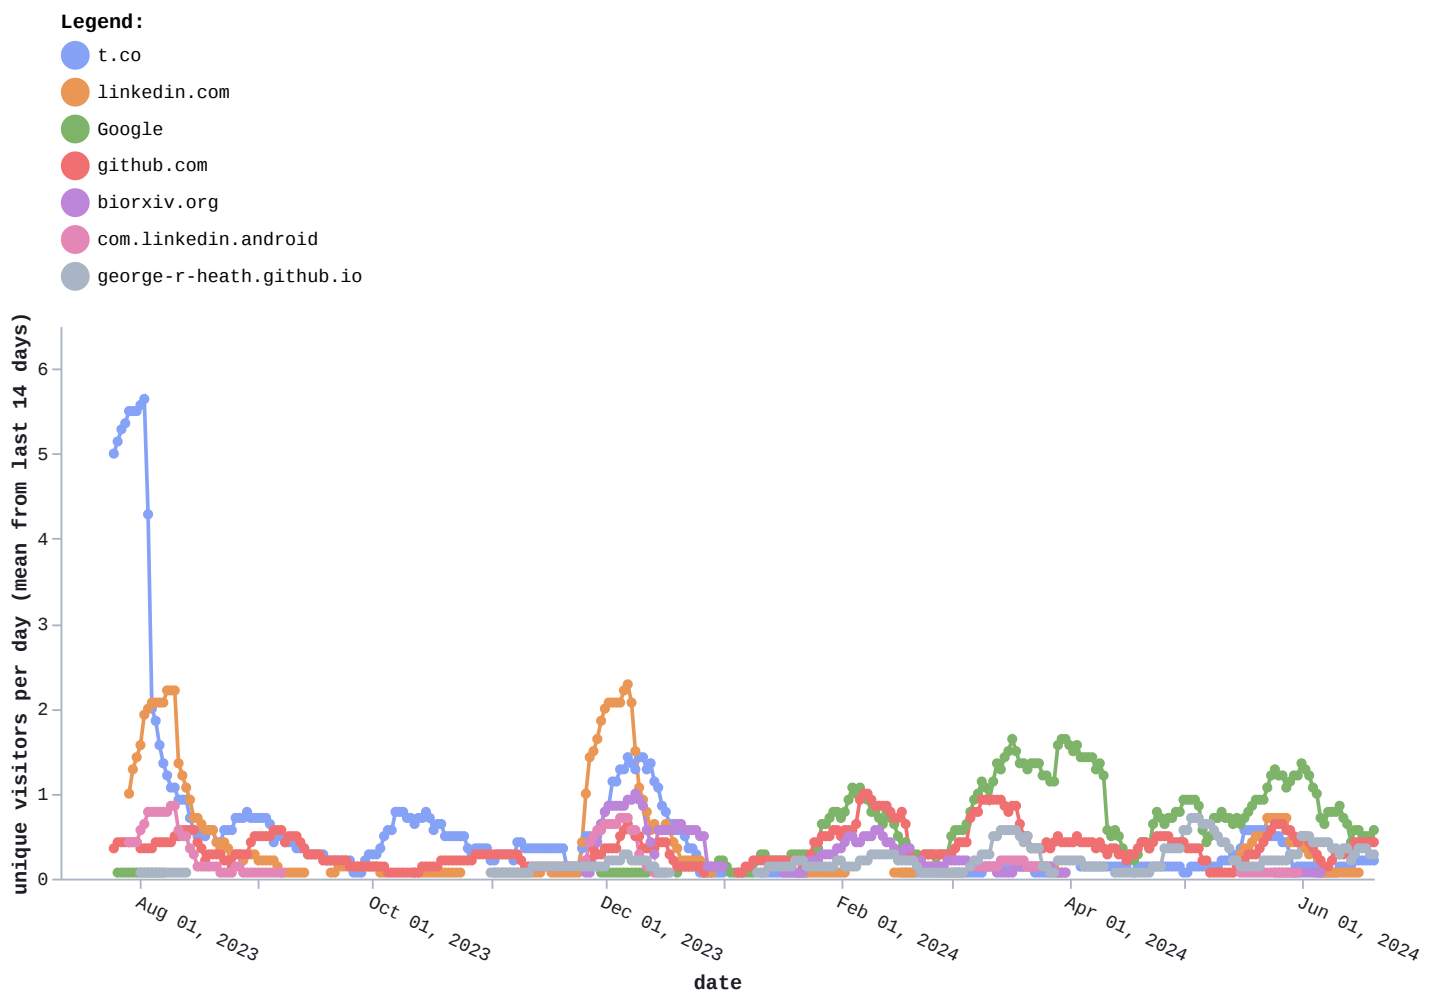 Legend:
t.co
linkedin.com
Google
github.com
biorxiv.org
com.linkedin.android
george-r-heath.github.io
unique visitors per day (mean from last 14 days)
6
5
4
3
2
1
0
Aug 01, 2023
Oct 01, 2023
Dec 01, 2023
Feb 01, 2024
Apr 01, 2024
Jun 01, 2024
date